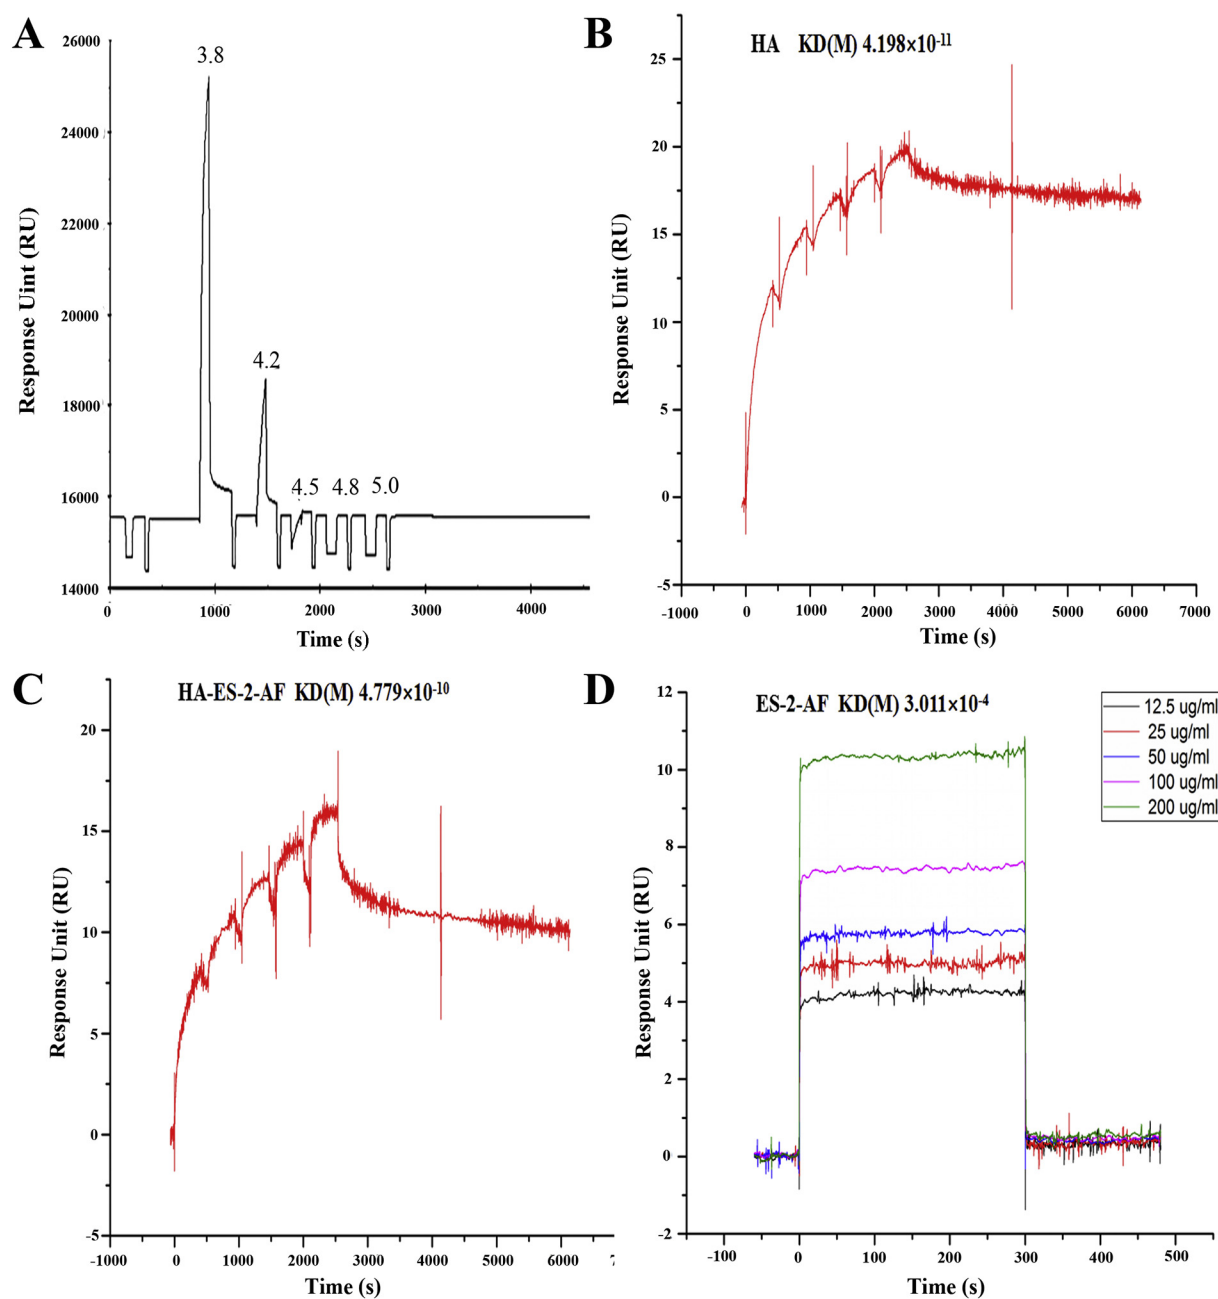 A
26000
24000
22000
20000
18000
16000
14000
3.8
4.2
4.5 4.8 5.0
0 1000 2000 3000 4000
Time (s)
Response Uint (RU)
B
HA KD(M) 4.198×10-11
25
20
15
10
5
0
-5
-1000 0 1000 2000 3000 4000 5000 6000 7000
Time (s)
Response Unit (RU)
C
HA-ES-2-AF KD(M) 4.779×10-10
20
15
10
5
0
-5
-1000 0 1000 2000 3000 4000 5000 6000
Time (s)
Response Unit (RU)
D
ES-2-AF KD(M) 3.011×10-4
12.5 ug/ml
25 ug/ml
50 ug/ml
100 ug/ml
200 ug/ml
12
10
8
6
4
2
0
-2
-100 0 100 200 300 400 500
Time (s)
Response Unit (RU)